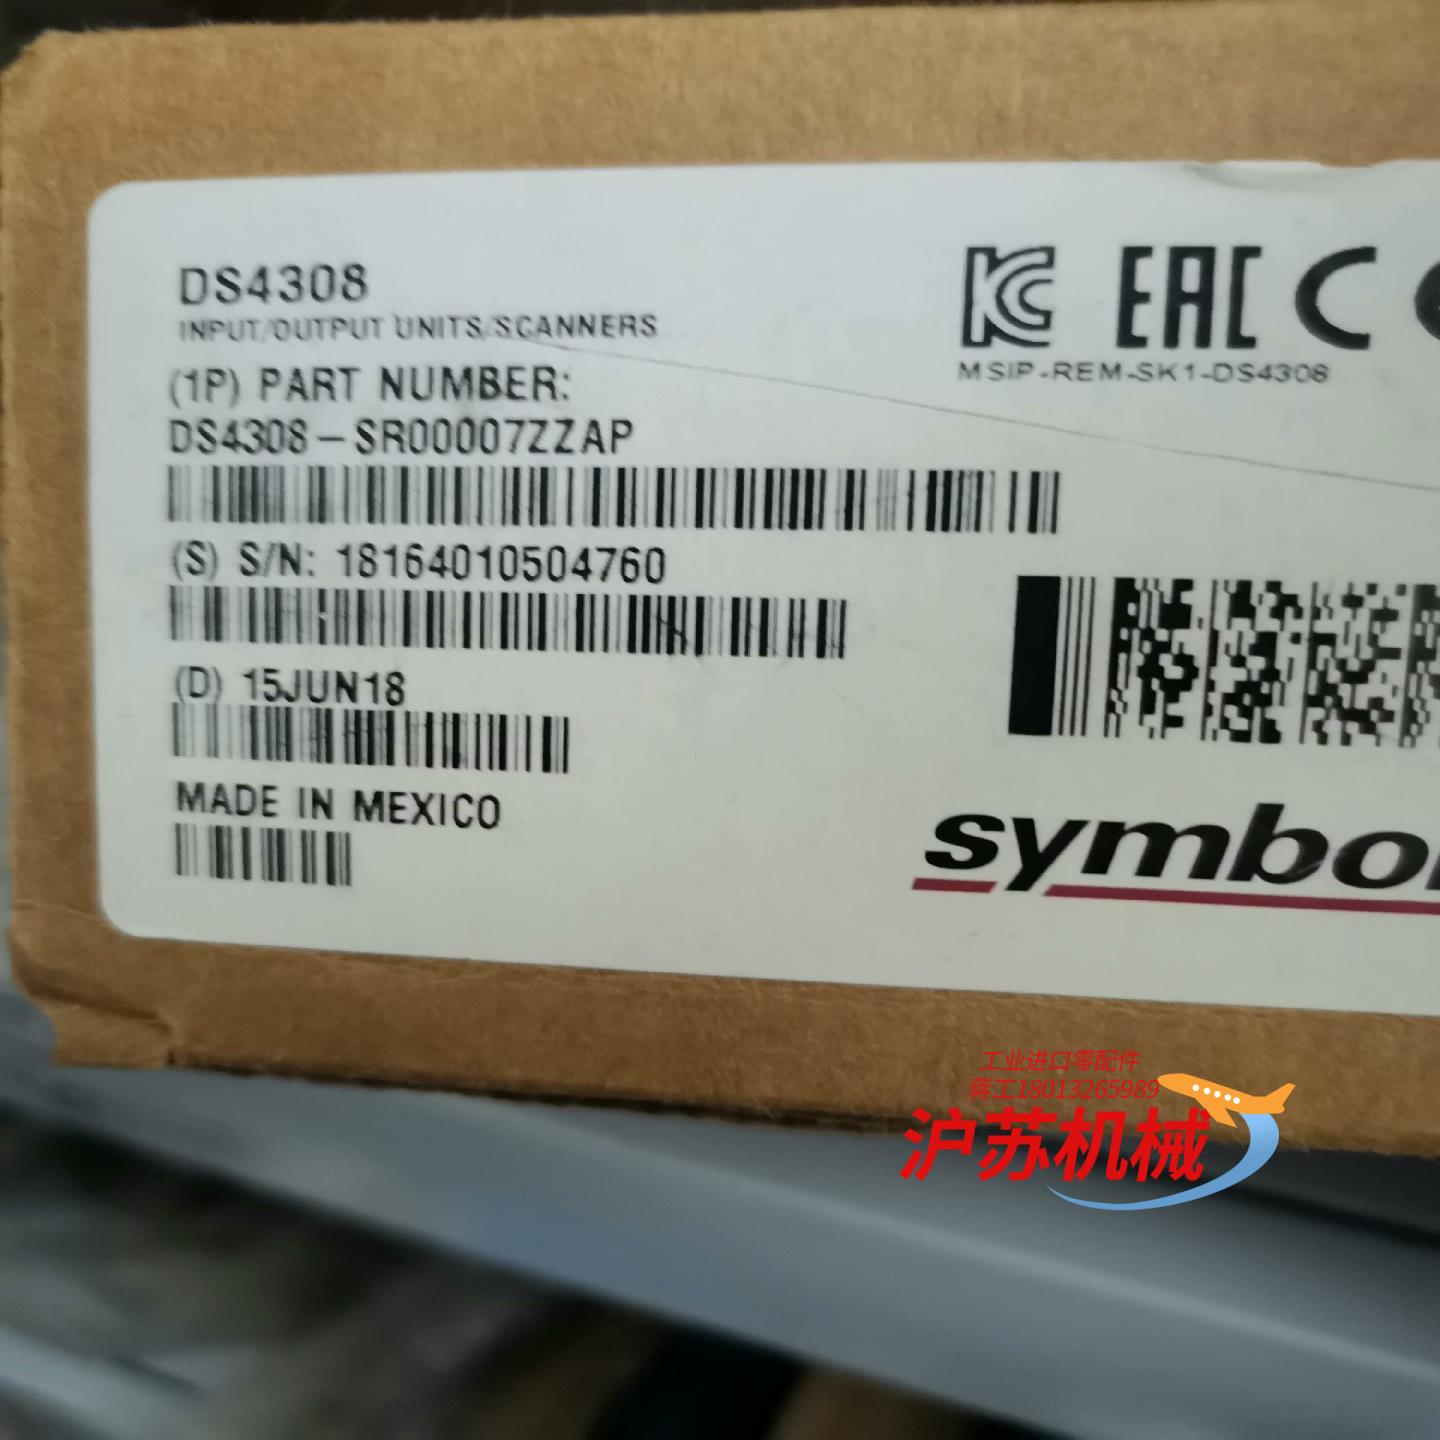 DS4308
INPUT/OUTPUT UNITS/SCANNERS
(1P) PART NUMBER:
DS4308-SR00007ZZAP
(S) S/N: 18164010504760
(D) 15JUN18
MADE IN MEXICO
EAC C
MSIP-REM-SK1-DS4308
symbol
工业进口零配件
蒋工18013265989
沪苏机械